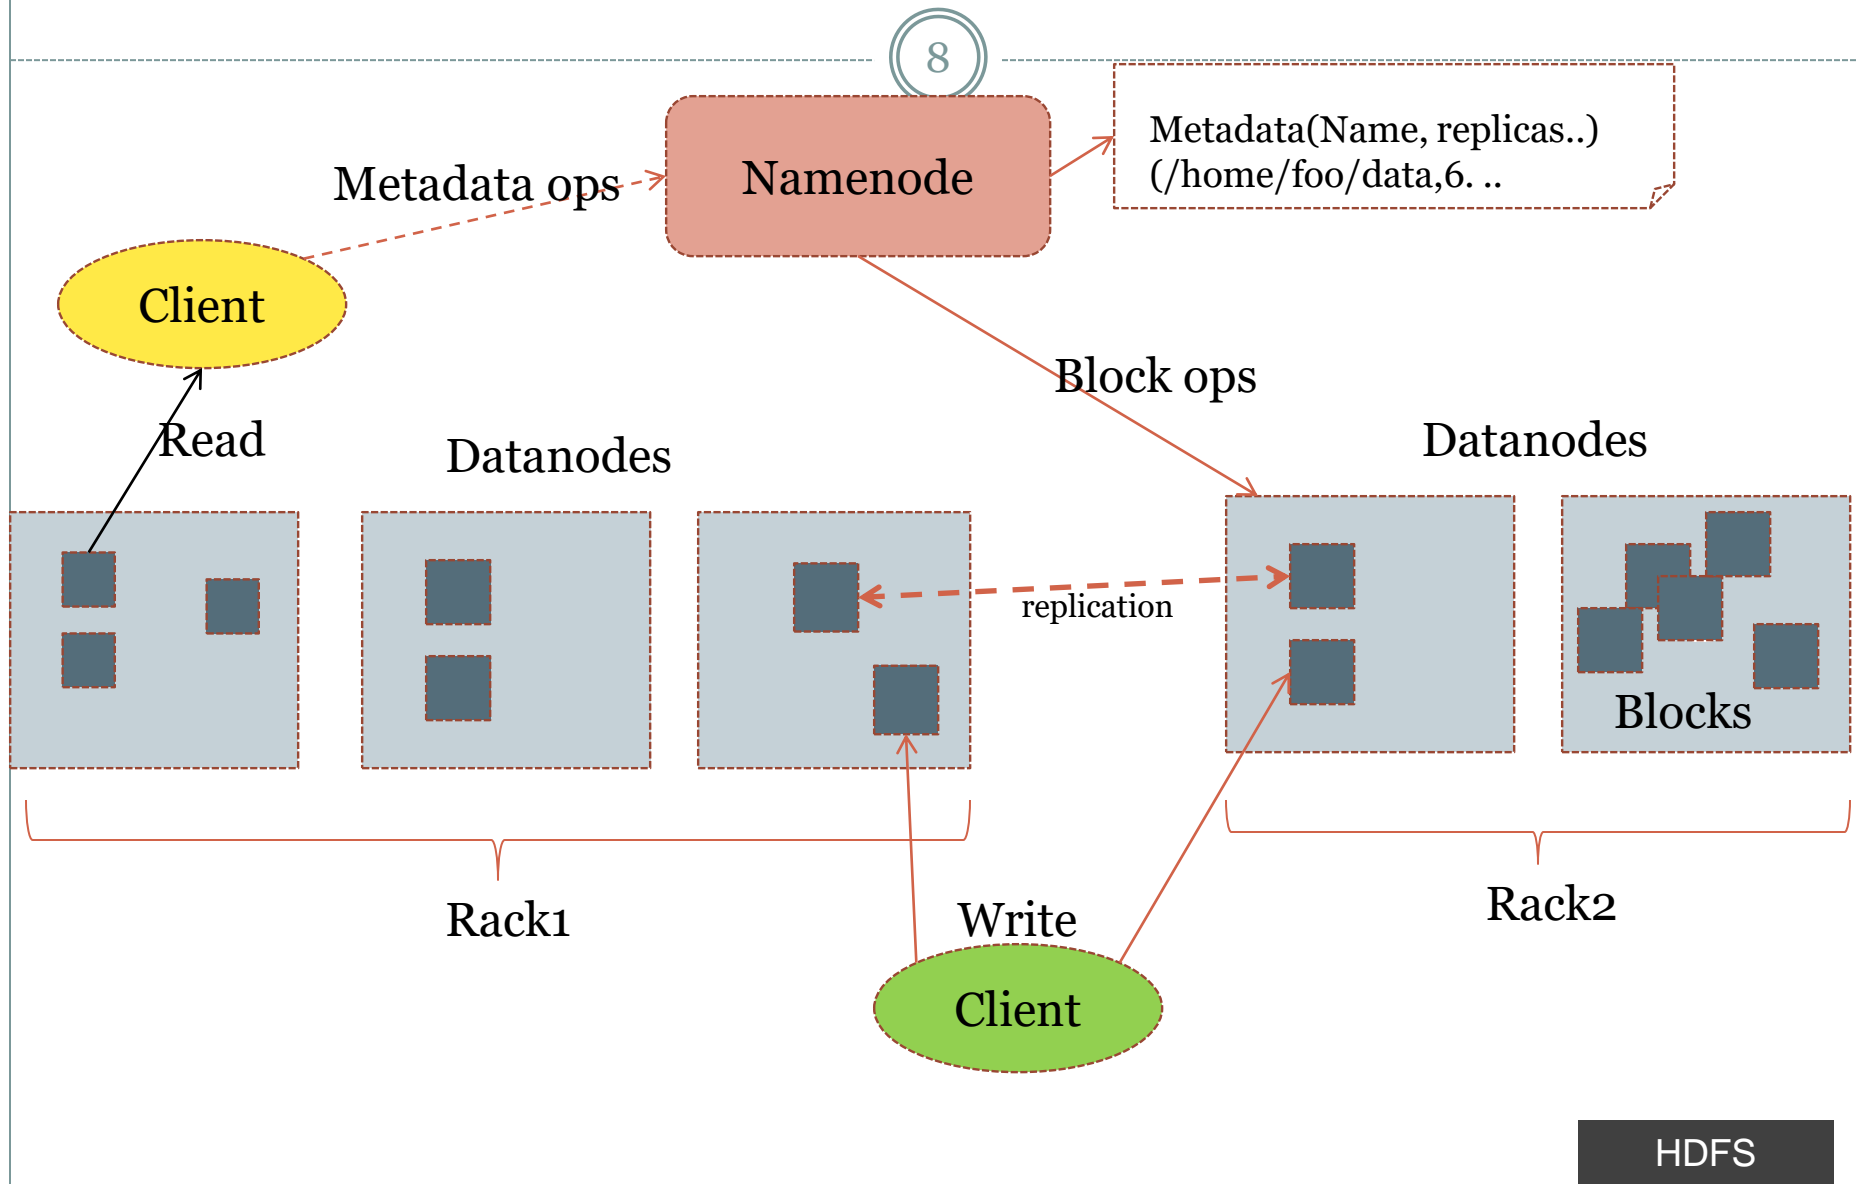 8
Metadata(Name, replicas..)
(/home/foo/data,6. ..
Metadata ops
Namenode
Client
Block ops
Read
Datanodes
Datanodes
replication
Blocks
Rack1
Write
Rack2
Client
HDFS